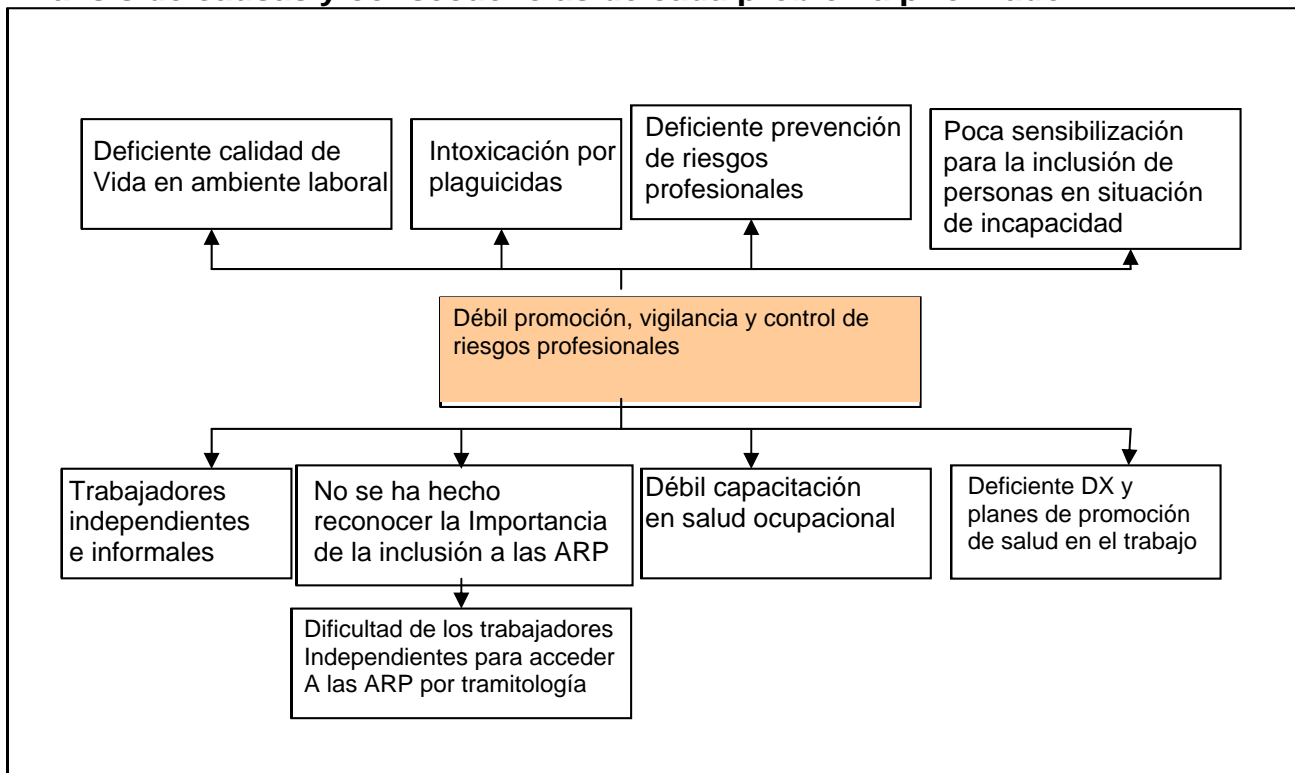 Deficiente calidad de
Vida en ambiente laboral
Intoxicación por
plaguicidas
Deficiente prevención
de riesgos
profesionales
Poca sensibilización
para la inclusión de
personas en situación
de incapacidad
Débil promoción, vigilancia y control de
riesgos profesionales
Trabajadores
independientes
e informales
No se ha hecho
reconocer la Importancia
de la inclusión a las ARP
Débil capacitación
en salud ocupacional
Deficiente DX y
planes de promoción
de salud en el trabajo
Dificultad de los trabajadores
Independientes para acceder
A las ARP por tramitología